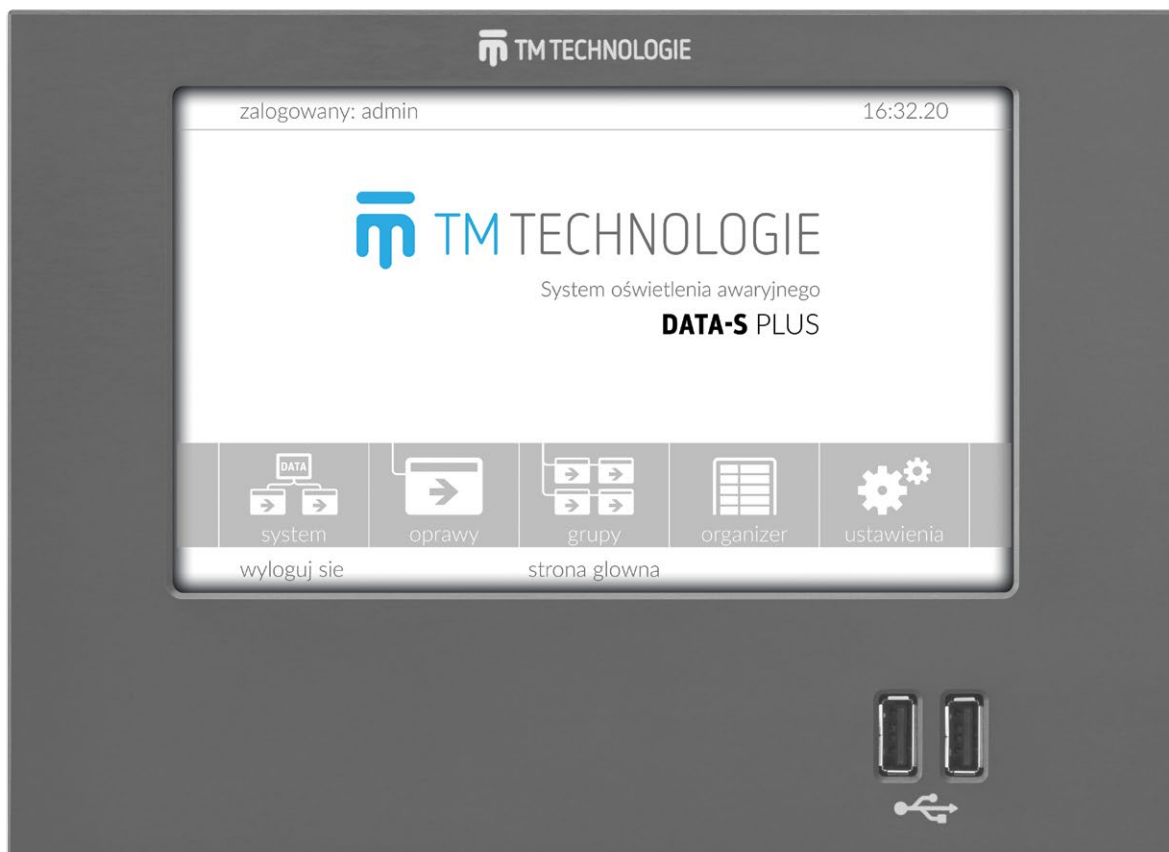 TM TECHNOLOGIE
zalogowany: admin 16:32.20
TM TECHNOLOGIE
System oświetlenia awaryjnego
DATA-S PLUS
DATA
system oprawy grupy organizer ustawienia
wyloguj sie strona glowna